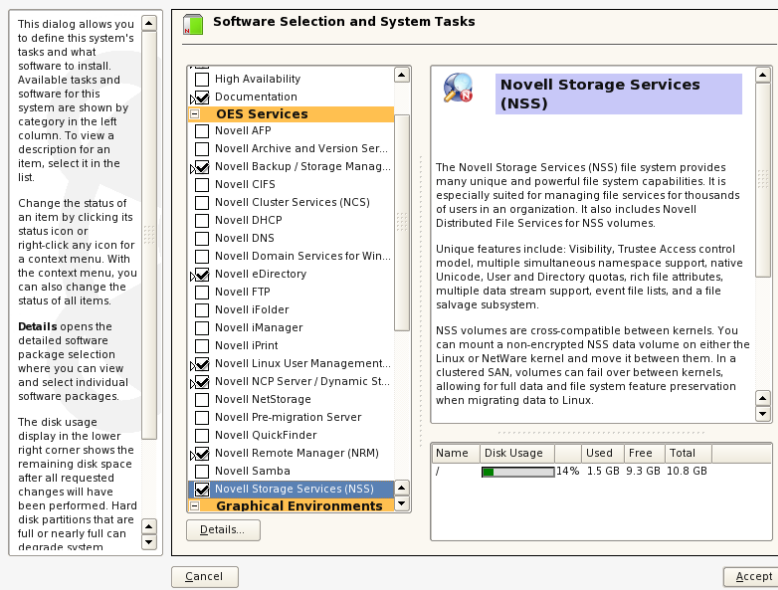 This dialog allows you
to define this system's
tasks and what
software to install.
Available tasks and
software for this
system are shown by
category in the left
column. To view a
description for an
item, select it in the
list.
Change the status of
an item by clicking its
status icon or
right-click any icon for
a context menu. With
the context menu, you
can also change the
status of all items.
Details opens the
detailed software
package selection
where you can view
and select individual
software packages.
The disk usage
display in the lower
right corner shows the
remaining disk space
after all requested
changes will have
been performed. Hard
disk partitions that are
full or nearly full can
degrade system
Software Selection and System Tasks
High Availability
Documentation
OES Services
Novell AFP
Novell Archive and Version Ser...
Novell Backup / Storage Manag...
Novell CIFS
Novell Cluster Services (NCS)
Novell DHCP
Novell DNS
Novell Domain Services for Win...
Novell eDirectory
Novell FTP
Novell iFolder
Novell iManager
Novell iPrint
Novell Linux User Management...
Novell NCP Server / Dynamic St...
Novell NetStorage
Novell Pre-migration Server
Novell QuickFinder
Novell Remote Manager (NRM)
Novell Samba
Novell Storage Services (NSS)
Graphical Environments
Details...
Novell Storage Services
(NSS)
The Novell Storage Services (NSS) file system provides
many unique and powerful file system capabilities. It is
especially suited for managing file services for thousands
of users in an organization. It also includes Novell
Distributed File Services for NSS volumes.
Unique features include: Visibility, Trustee Access control
model, multiple simultaneous namespace support, native
Unicode, User and Directory quotas, rich file attributes,
multiple data stream support, event file lists, and a file
salvage subsystem.
NSS volumes are cross-compatible between kernels. You
can mount a non-encrypted NSS data volume on either the
Linux or NetWare kernel and move it between them. In a
clustered SAN, volumes can fail over between kernels,
allowing for full data and file system feature preservation
when migrating data to Linux.
Name Disk Usage Used Free Total
/ 14% 1.5 GB 9.3 GB 10.8 GB
Cancel Accept